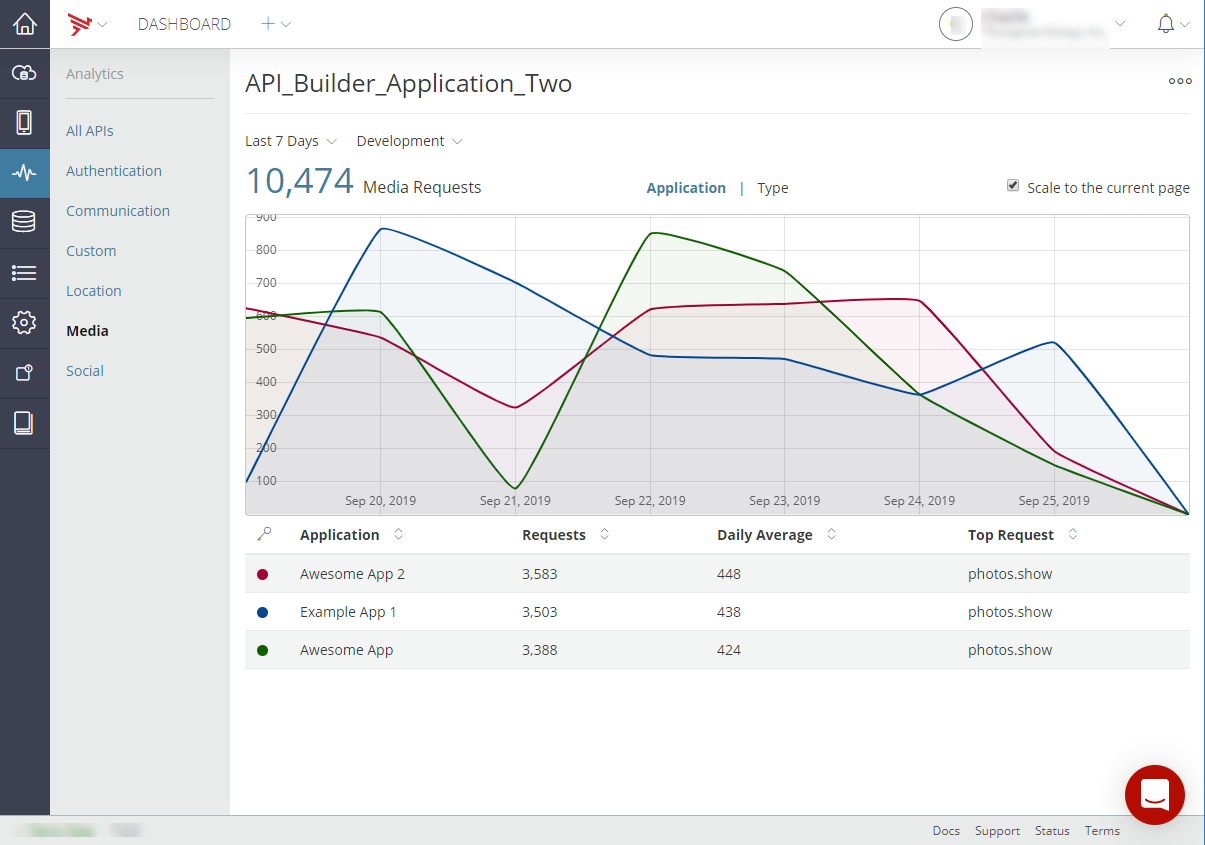 DASHBOARD
Analytics
All APIs
Authentication
Communication
Custom
Location
Media
Social
API_Builder_Application_Two
Last 7 Days Development
10,474 Media Requests
Application | Type
Scale to the current page
900
800
700
600
500
400
300
200
100
Sep 20, 2019 Sep 21, 2019 Sep 22, 2019 Sep 23, 2019 Sep 24, 2019 Sep 25, 2019
Application Requests Daily Average Top Request
Awesome App 2 3,583 448 photos.show
Example App 1 3,503 438 photos.show
Awesome App 3,388 424 photos.show
Docs Support Status Terms